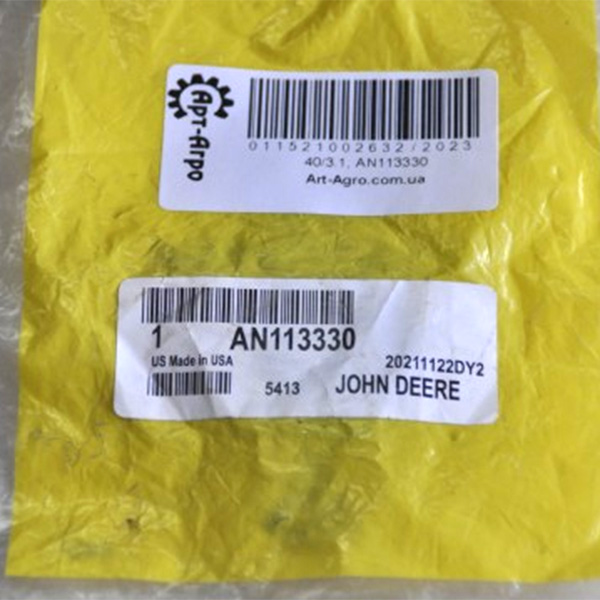 Арт-Агро
011521002632/2023
40/3.1, AN113330
Art-Agro.com.ua
1 AN113330
US Made in USA
20211122DY2
5413 JOHN DEERE